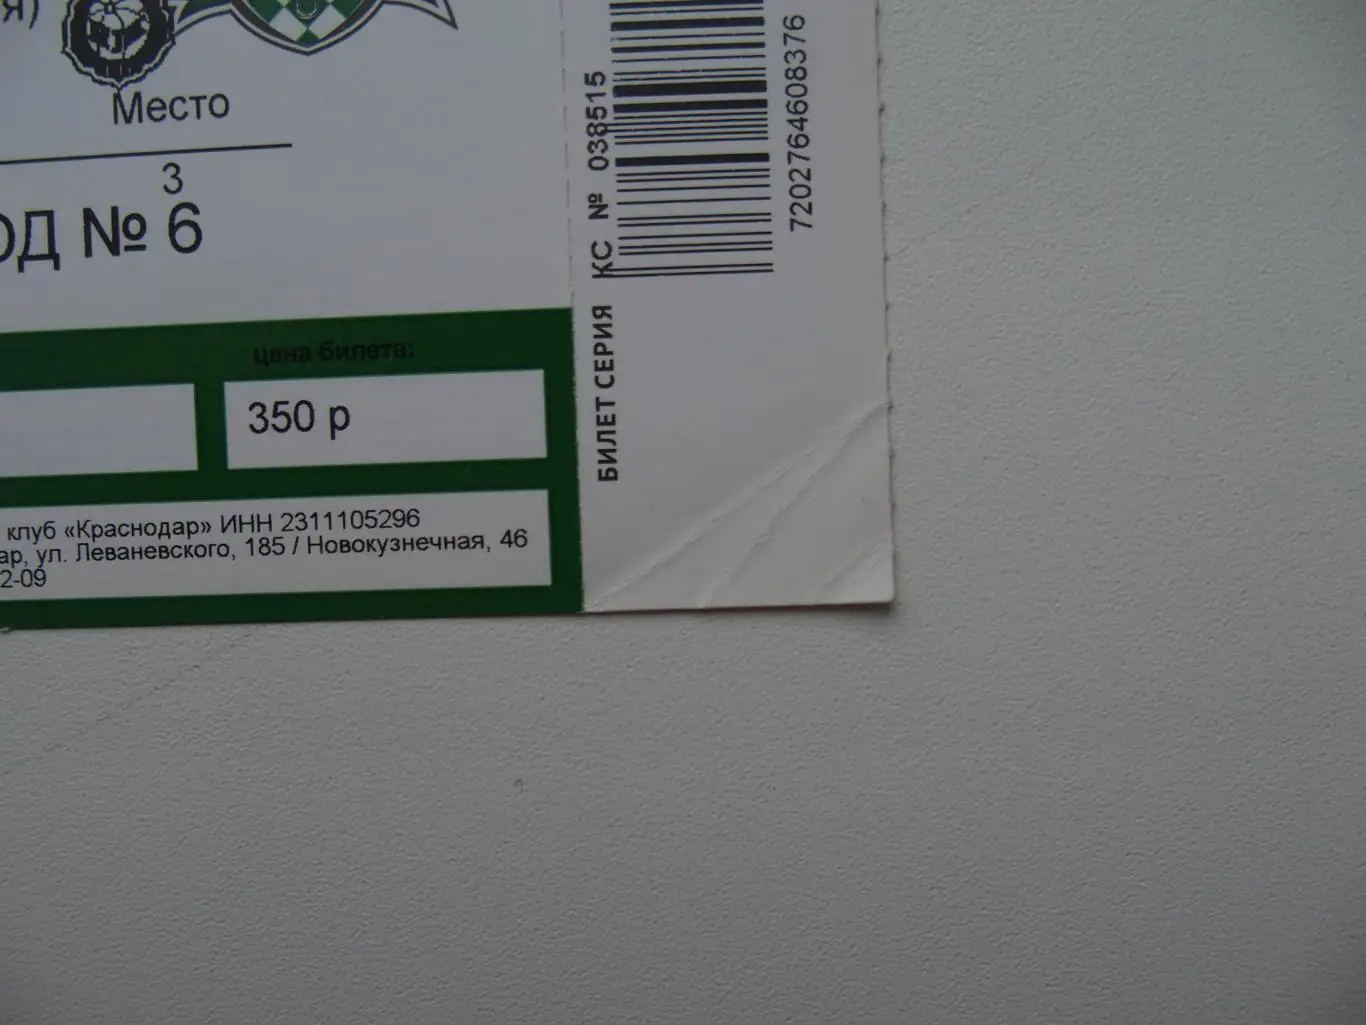 я)
Место
3
ОД № 6
цена билета:
350 р
клуб «Краснодар» ИНН 2311105296
ар, ул. Леваневского, 185 / Новокузнечная, 46
2-09
БИЛЕТ СЕРИЯ КС № 038515
7202764608376